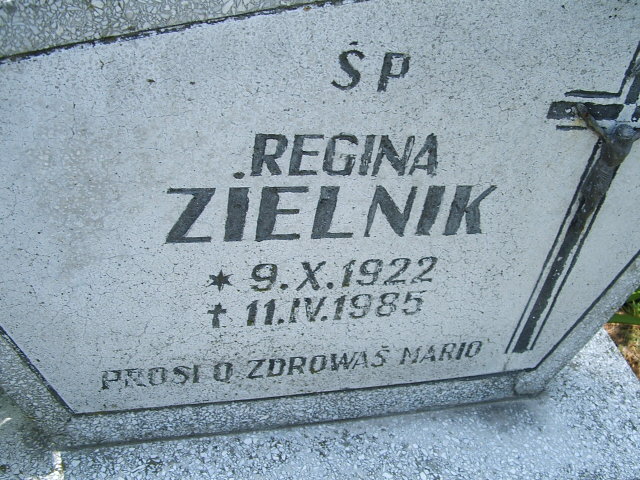 ŚP
REGINA
ZIELNIK
* 9.X.1922
† 11.IV.1985
PROSI O ZDROWAŚ MARIO